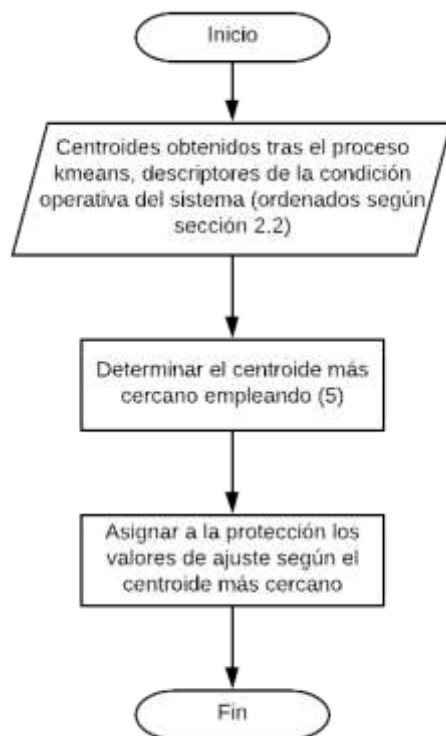 Inicio
Centroides obtenidos tras el proceso
kmeans, descriptores de la condición
operativa del sistema (ordenados según
sección 2.2)
Determinar el centroide más
cercano empleando (5)
Asignar a la protección los
valores de ajuste según el
centroide más cercano
Fin